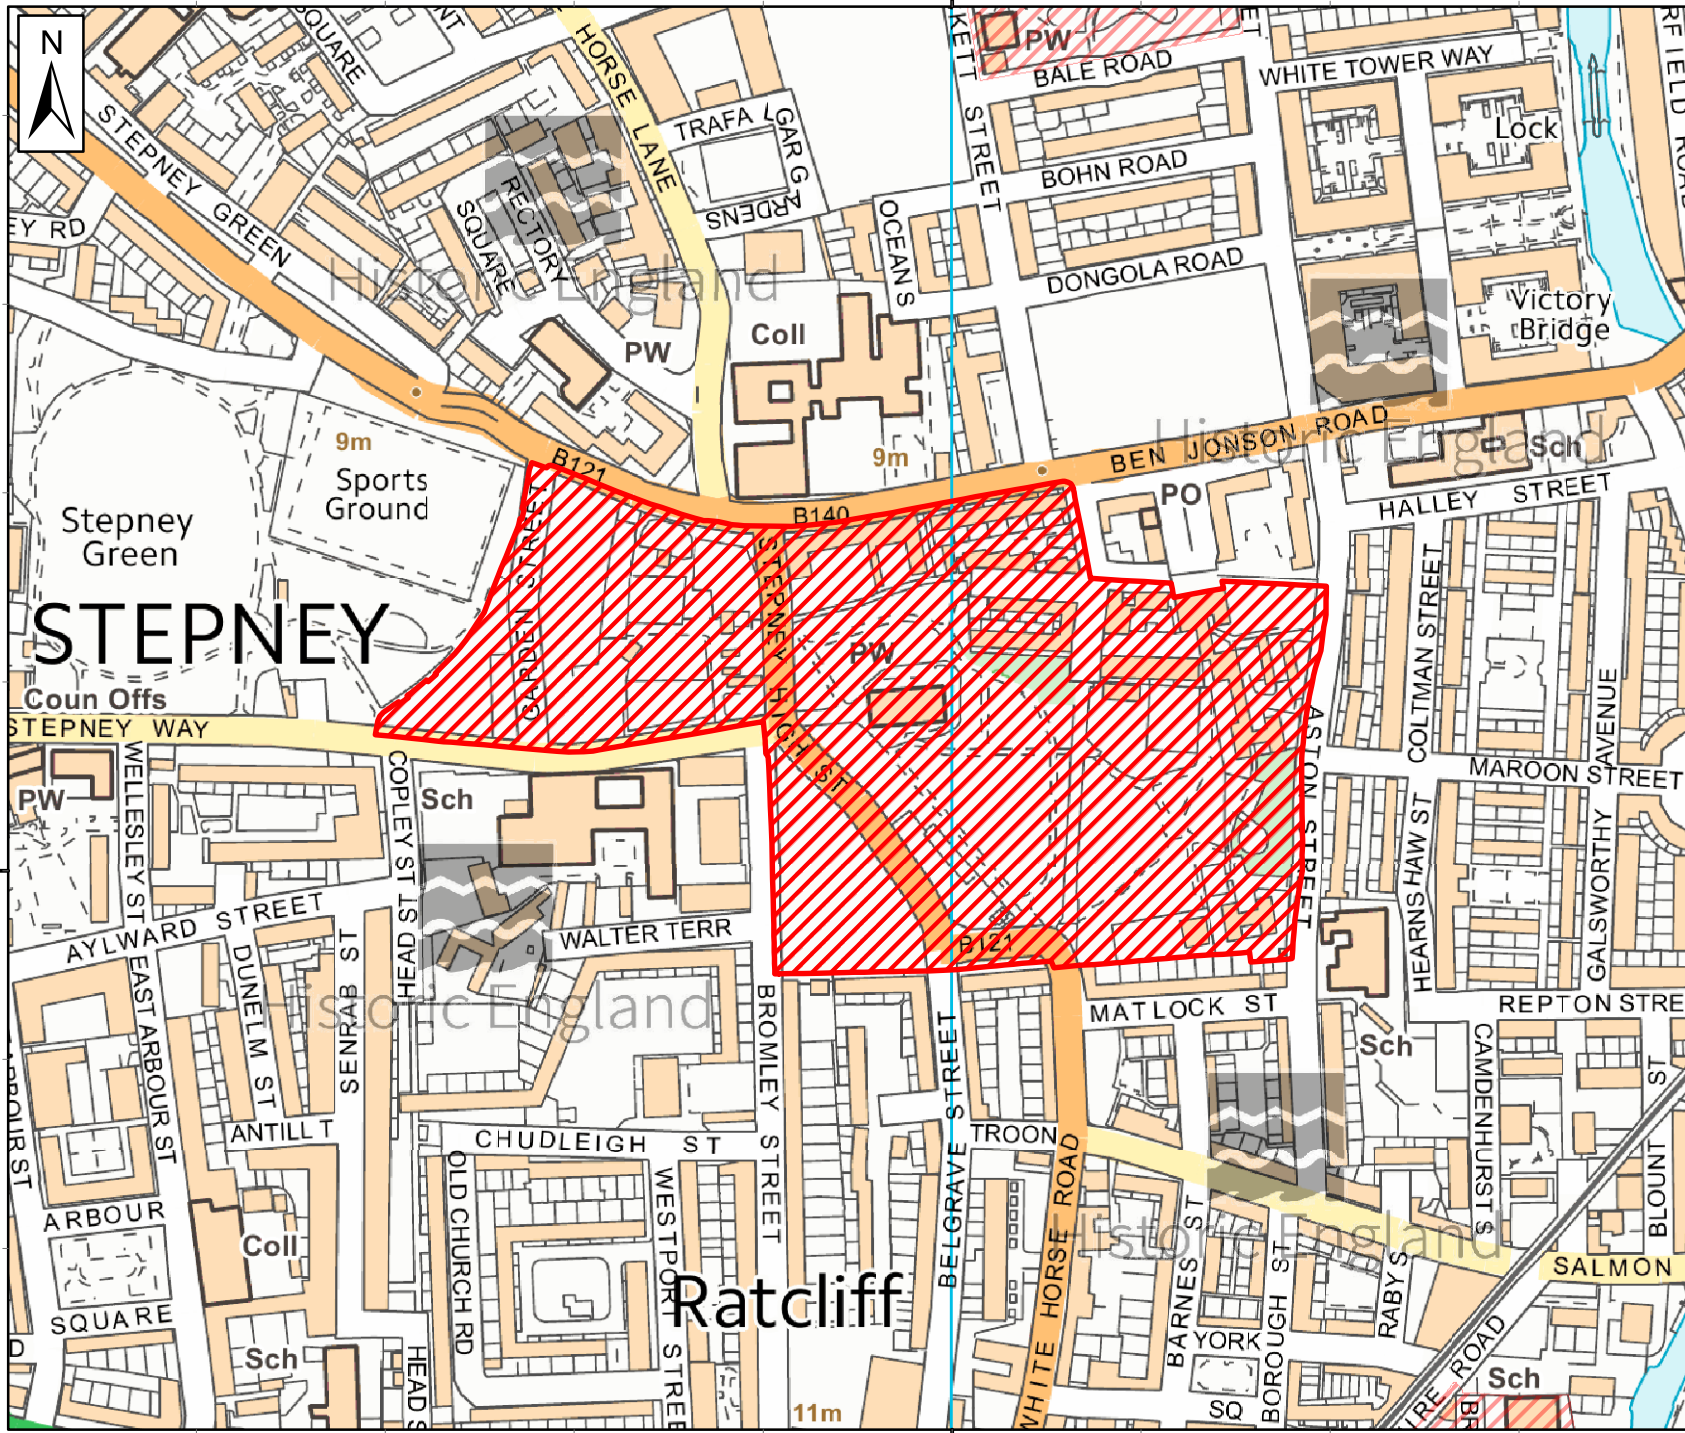 N
SQUARE
HORSE LANE
PW
BALE ROAD
WHITE TOWER WAY
Lock
STEPNEY GREEN
STREET
BOHN ROAD
RECTORY
SQUARE
ARDENS
DONGOLA ROAD
Historic England
Victory
Bridge
PW
Coll
9m
B121
9m
BEN JONSON ROAD
Historic England
Sch
Sports
Ground
Stepney
Green
PO
HALLEY STREET
B140
GARDEN STREET
STEPNEY HIGH ST
STEPNEY
PW
COLTMAN STREET
Coun Offs
STEPNEY WAY
ASTON STREET
AVENUE
MAROON STREET
PW
WELLESLEY ST
COPLEY ST
Sch
HEARNSHAW ST
GALSWORTHY
AYLWARD STREET
WALTER TERR
B121
DUNELM ST
EAST ARBOUR ST
SENRAB ST
HEAD ST
Historic England
BROMLEY STREET
BELGRAVE STREET
MATLOCK ST
REPTON STRE
Sch
CAMDENHURST S
BLOUNT ST
ANTILL T
CHUDLEIGH ST
TROON
OLD CHURCH RD
WESTPOR
STREE
WHITE HORSE ROAD
ARBOUR
SQUARE
Coll
Historic England
BARNES ST
BOROUGH ST
RABY S
SALMON
Ratcliff
YORK
SQ
Sch
HEAD S
11m
ROAD
Sch